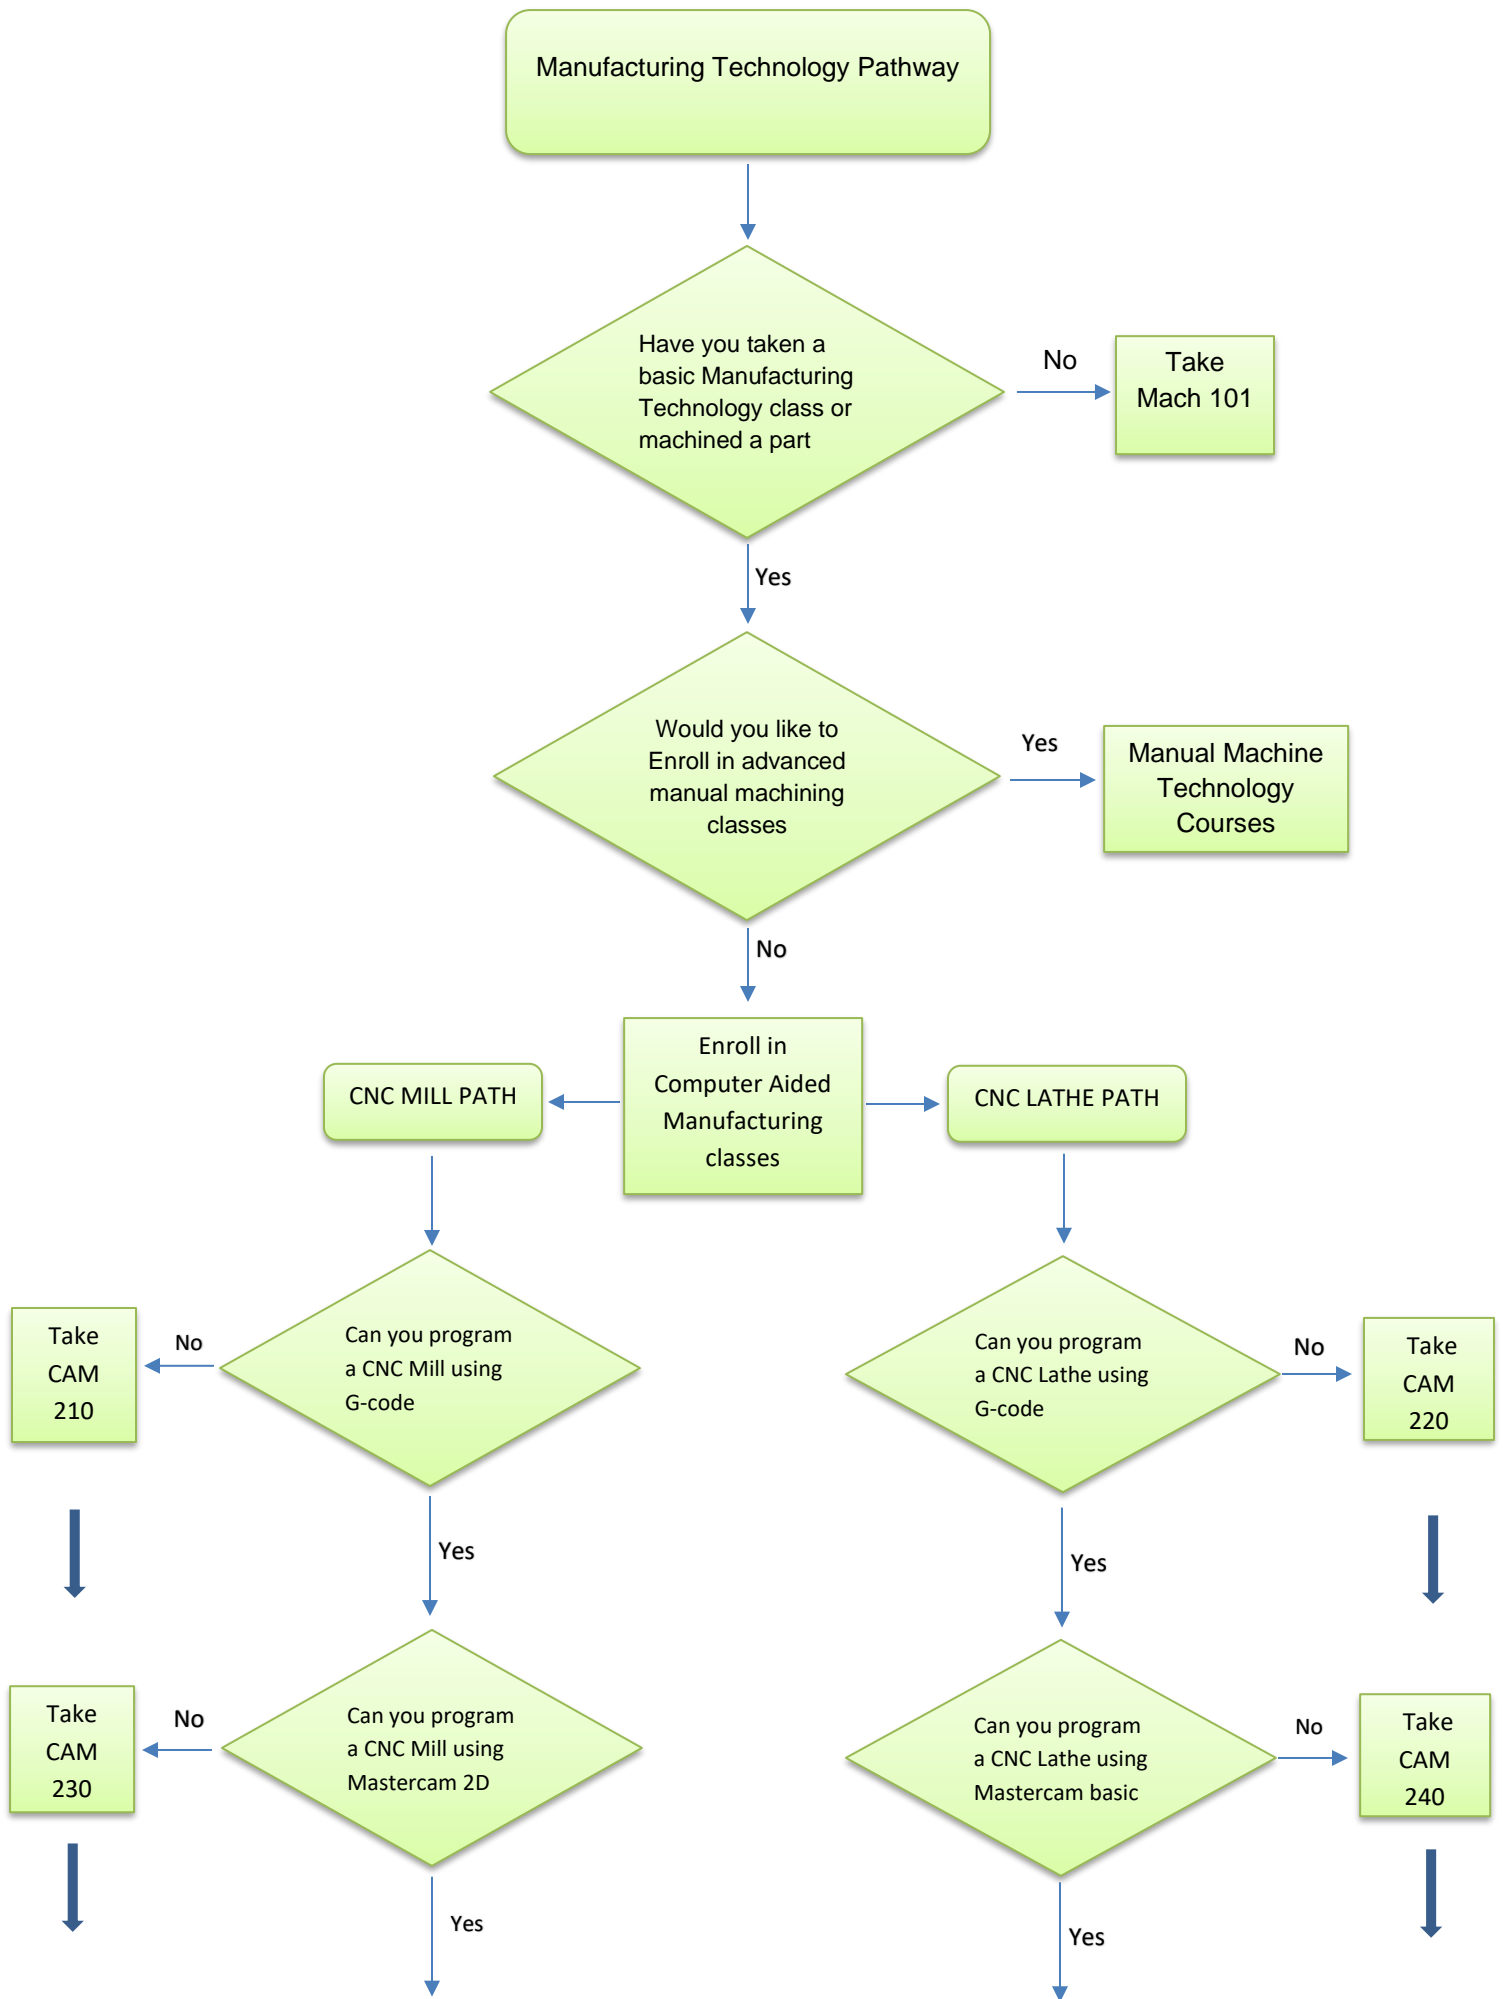 Manufacturing Technology Pathway
Have you taken a
basic Manufacturing
Technology class or
machined a part
No
Take
Mach 101
Yes
Would you like to
Enroll in advanced
manual machining
classes
Yes
Manual Machine
Technology
Courses
No
Enroll in
Computer Aided
Manufacturing
classes
CNC MILL PATH
CNC LATHE PATH
Take
CAM
210
No
Can you program
a CNC Mill using
G-code
Can you program
a CNC Lathe using
G-code
No
Take
CAM
220
Yes
Yes
Take
CAM
230
No
Can you program
a CNC Mill using
Mastercam 2D
Can you program
a CNC Lathe using
Mastercam basic
No
Take
CAM
240
Yes
Yes